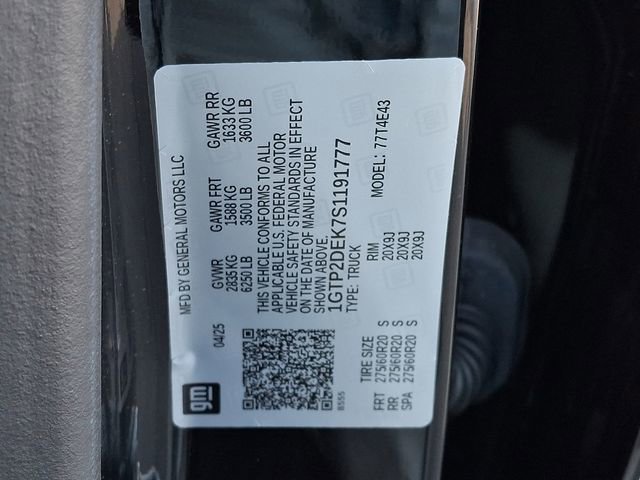 gm
MFD BY GENERAL MOTORS LLC
04/25
GVWR GAWR FRT GAWR RR
2835 KG 1588 KG 1633 KG
6250 LB 3500 LB 3600 LB
THIS VEHICLE CONFORMS TO ALL
APPLICABLE U.S. FEDERAL MOTOR
VEHICLE SAFETY STANDARDS IN EFFECT
ON THE DATE OF MANUFACTURE
SHOWN ABOVE.
1GTP2DEK7S1191777
TYPE: TRUCK MODEL: 77T4E43
8555
TIRE SIZE RIM
FRT 275/60R20 S 20X9J
RR 275/60R20 S 20X9J
SPA 275/60R20 S 20X9J